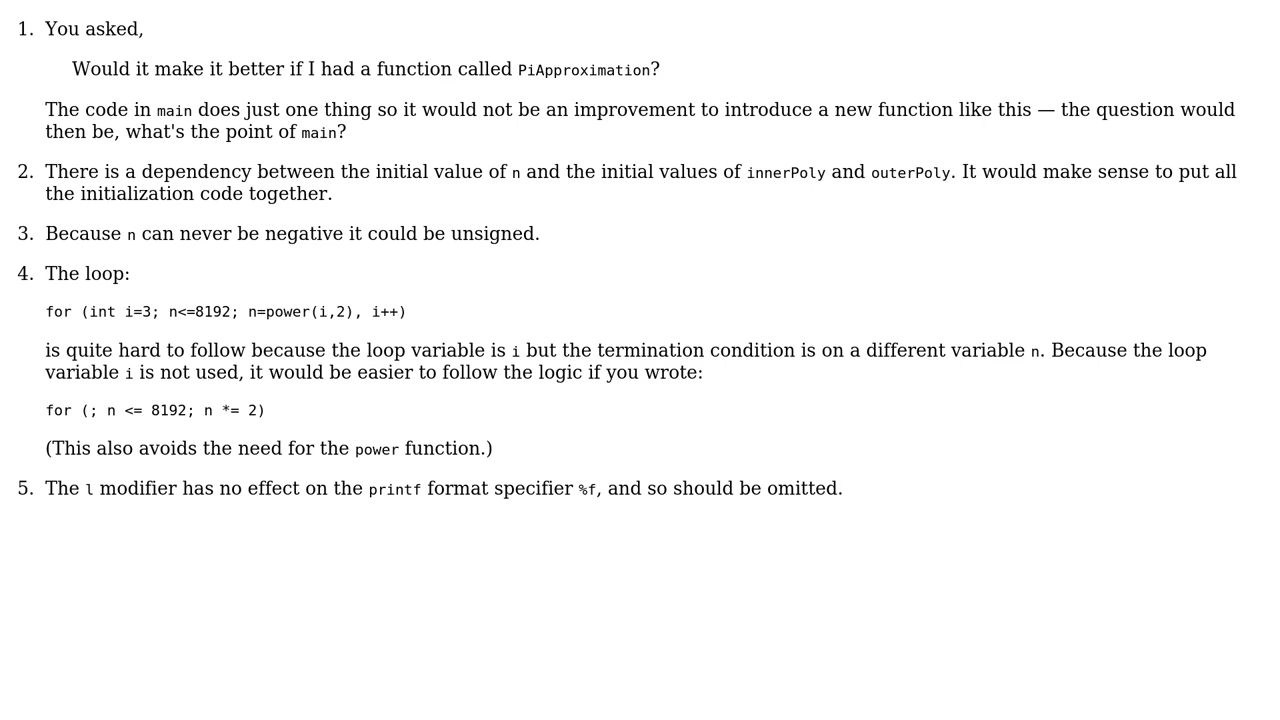 1. You asked,
Would it make it better if I had a function called PiApproximation?
The code in main does just one thing so it would not be an improvement to introduce a new function like this — the question would
then be, what's the point of main?
2. There is a dependency between the initial value of n and the initial values of innerPoly and outerPoly. It would make sense to put all
the initialization code together.
3. Because n can never be negative it could be unsigned.
4. The loop:
for (int i=3; n<=8192; n=power(i,2), i++)
is quite hard to follow because the loop variable is i but the termination condition is on a different variable n. Because the loop
variable i is not used, it would be easier to follow the logic if you wrote:
for (; n <= 8192; n *= 2)
(This also avoids the need for the power function.)
5. The l modifier has no effect on the printf format specifier %f, and so should be omitted.